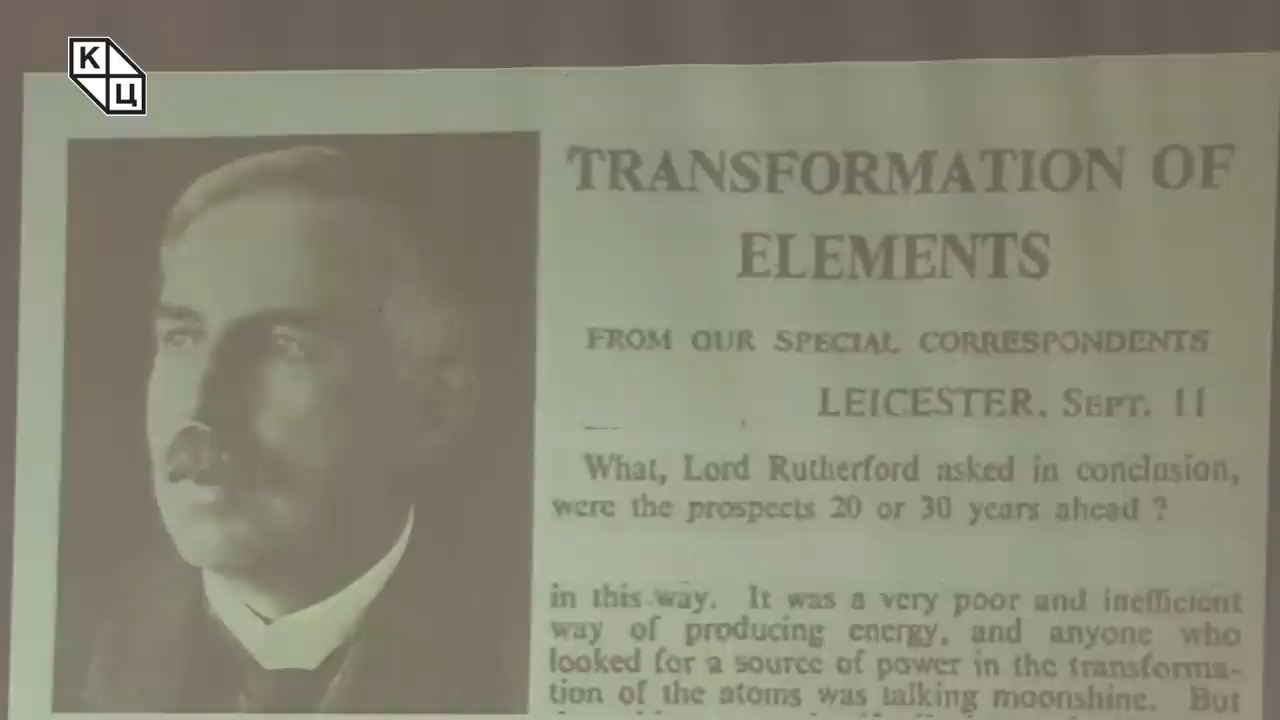 К
Ц
TRANSFORMATION OF
ELEMENTS
FROM OUR SPECIAL CORRESPONDENTS
LEICESTER, SEPT. 11
What, Lord Rutherford asked in conclusion,
were the prospects 20 or 30 years ahead ?
in this way. It was a very poor and inefficient
way of producing energy, and anyone who
looked for a source of power in the transforma-
tion of the atoms was talking moonshine. But